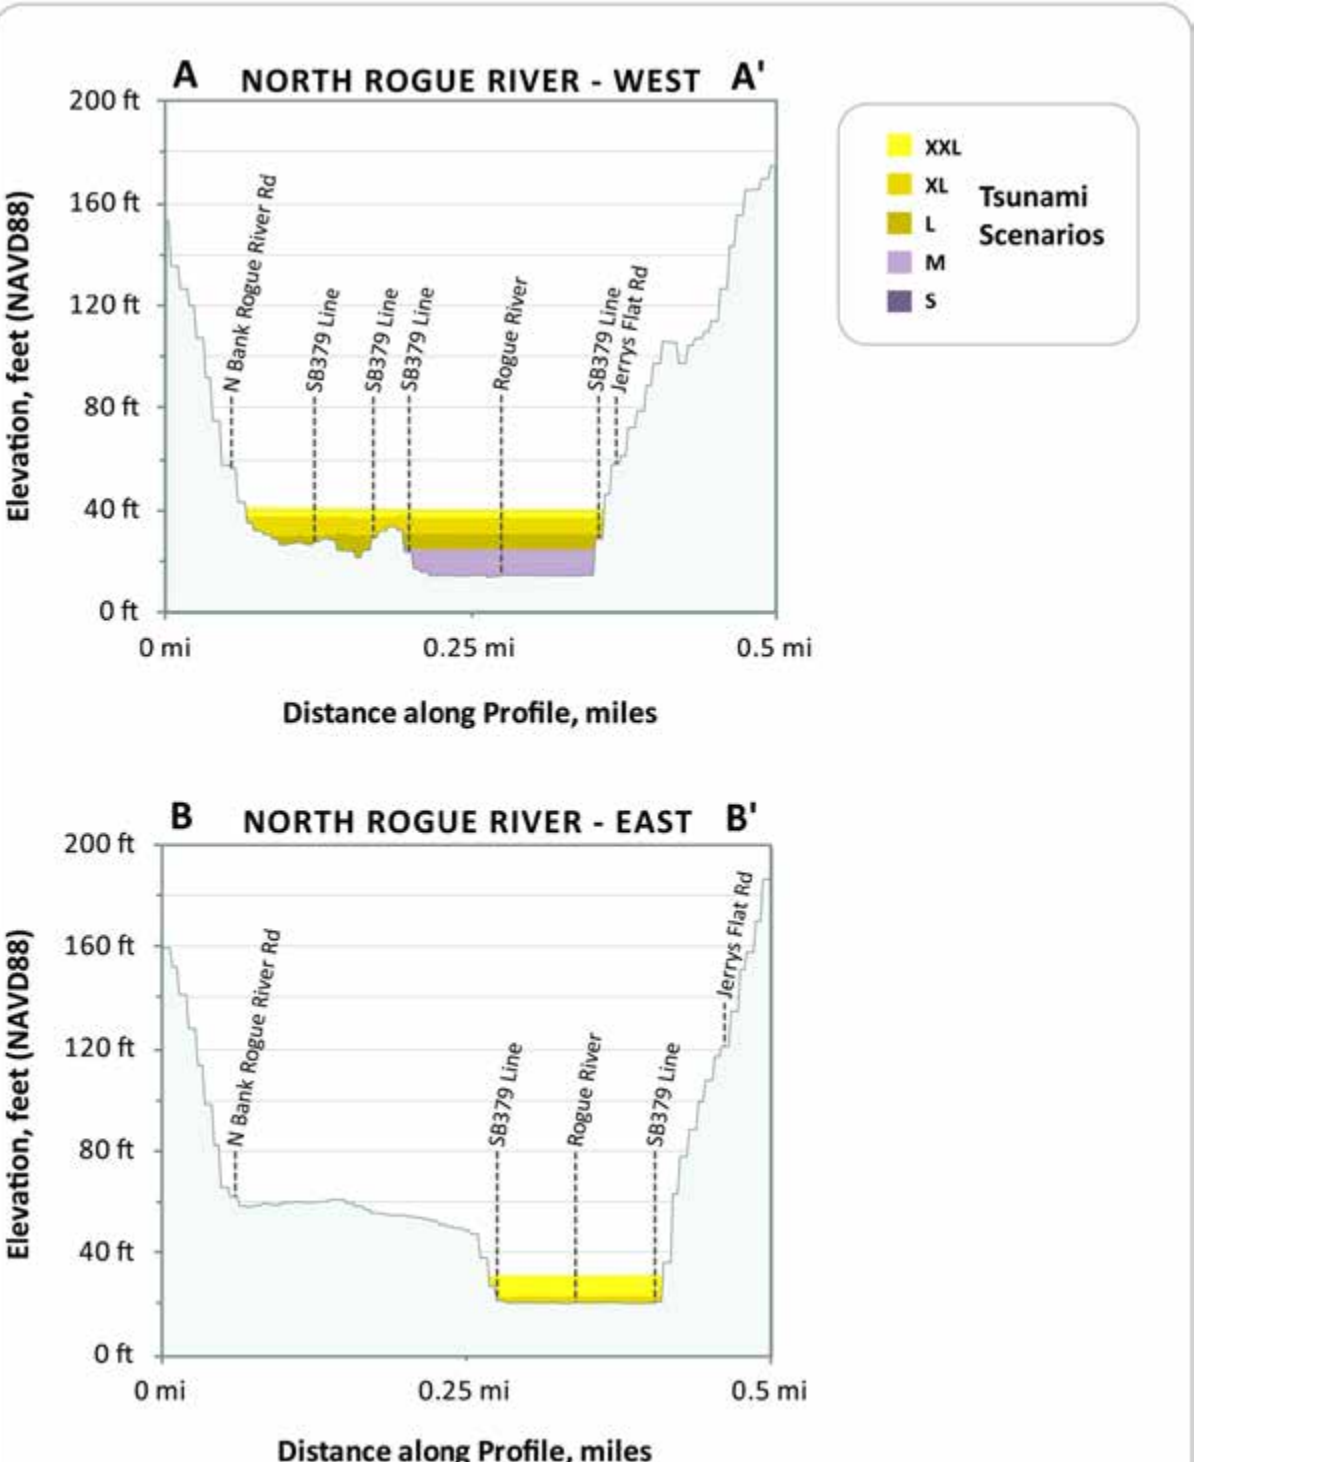 A NORTH ROGUE RIVER - WEST A'
200 ft
160 ft
120 ft
80 ft
40 ft
0 ft
Elevation, feet (NAVD88)
N Bank Rogue River Rd
SB379 Line
SB379 Line
SB379 Line
Rogue River
SB379 Line
Jerrys Flat Rd
0 mi 0.25 mi 0.5 mi
Distance along Profile, miles
XXL
XL
L
M
S
Tsunami
Scenarios
B NORTH ROGUE RIVER - EAST B'
200 ft
160 ft
120 ft
80 ft
40 ft
0 ft
Elevation, feet (NAVD88)
N Bank Rogue River Rd
SB379 Line
Rogue River
SB379 Line
Jerrys Flat Rd
0 mi 0.25 mi 0.5 mi
Distance along Profile, miles